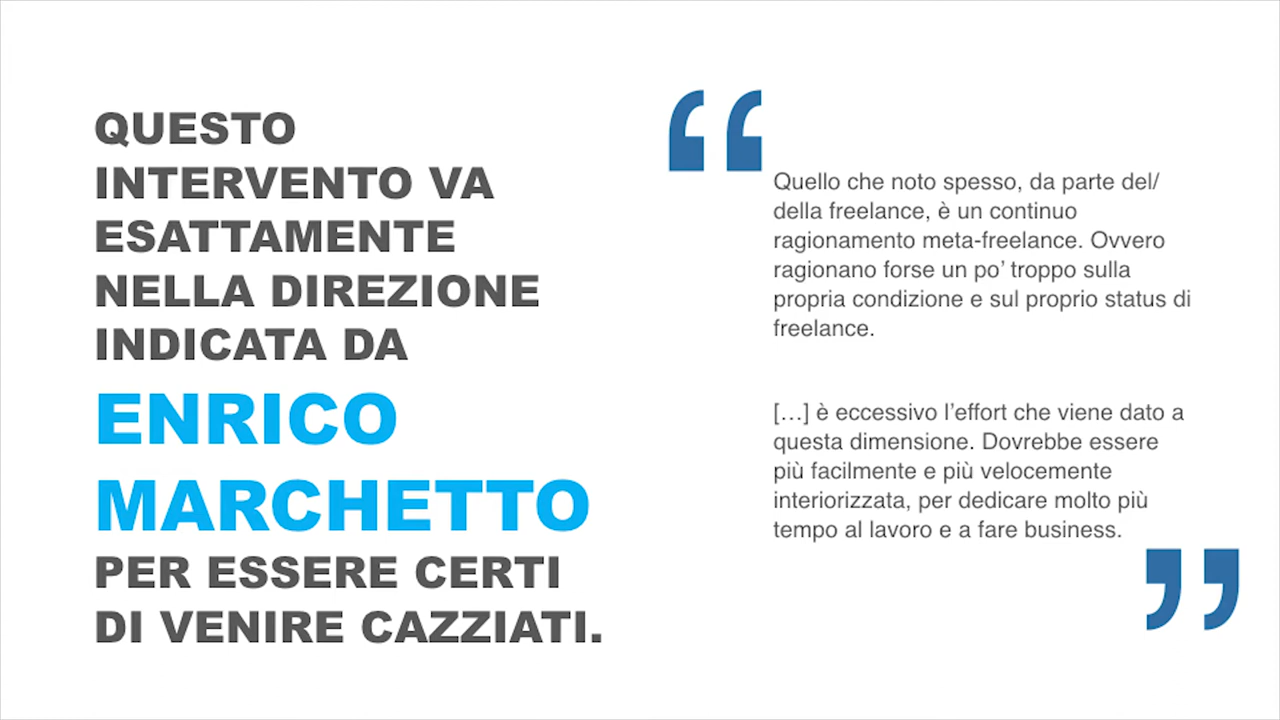 QUESTO
INTERVENTO VA
ESATTAMENTE
NELLA DIREZIONE
INDICATA DA
ENRICO
MARCHETTO
PER ESSERE CERTI
DI VENIRE CAZZIATI.
“
Quello che noto spesso, da parte del/
della freelance, è un continuo
ragionamento meta-freelance. Ovvero
ragionano forse un po’ troppo sulla
propria condizione e sul proprio status di
freelance.
[…] è eccessivo l’effort che viene dato a
questa dimensione. Dovrebbe essere
più facilmente e più velocemente
interiorizzata, per dedicare molto più
tempo al lavoro e a fare business.
”